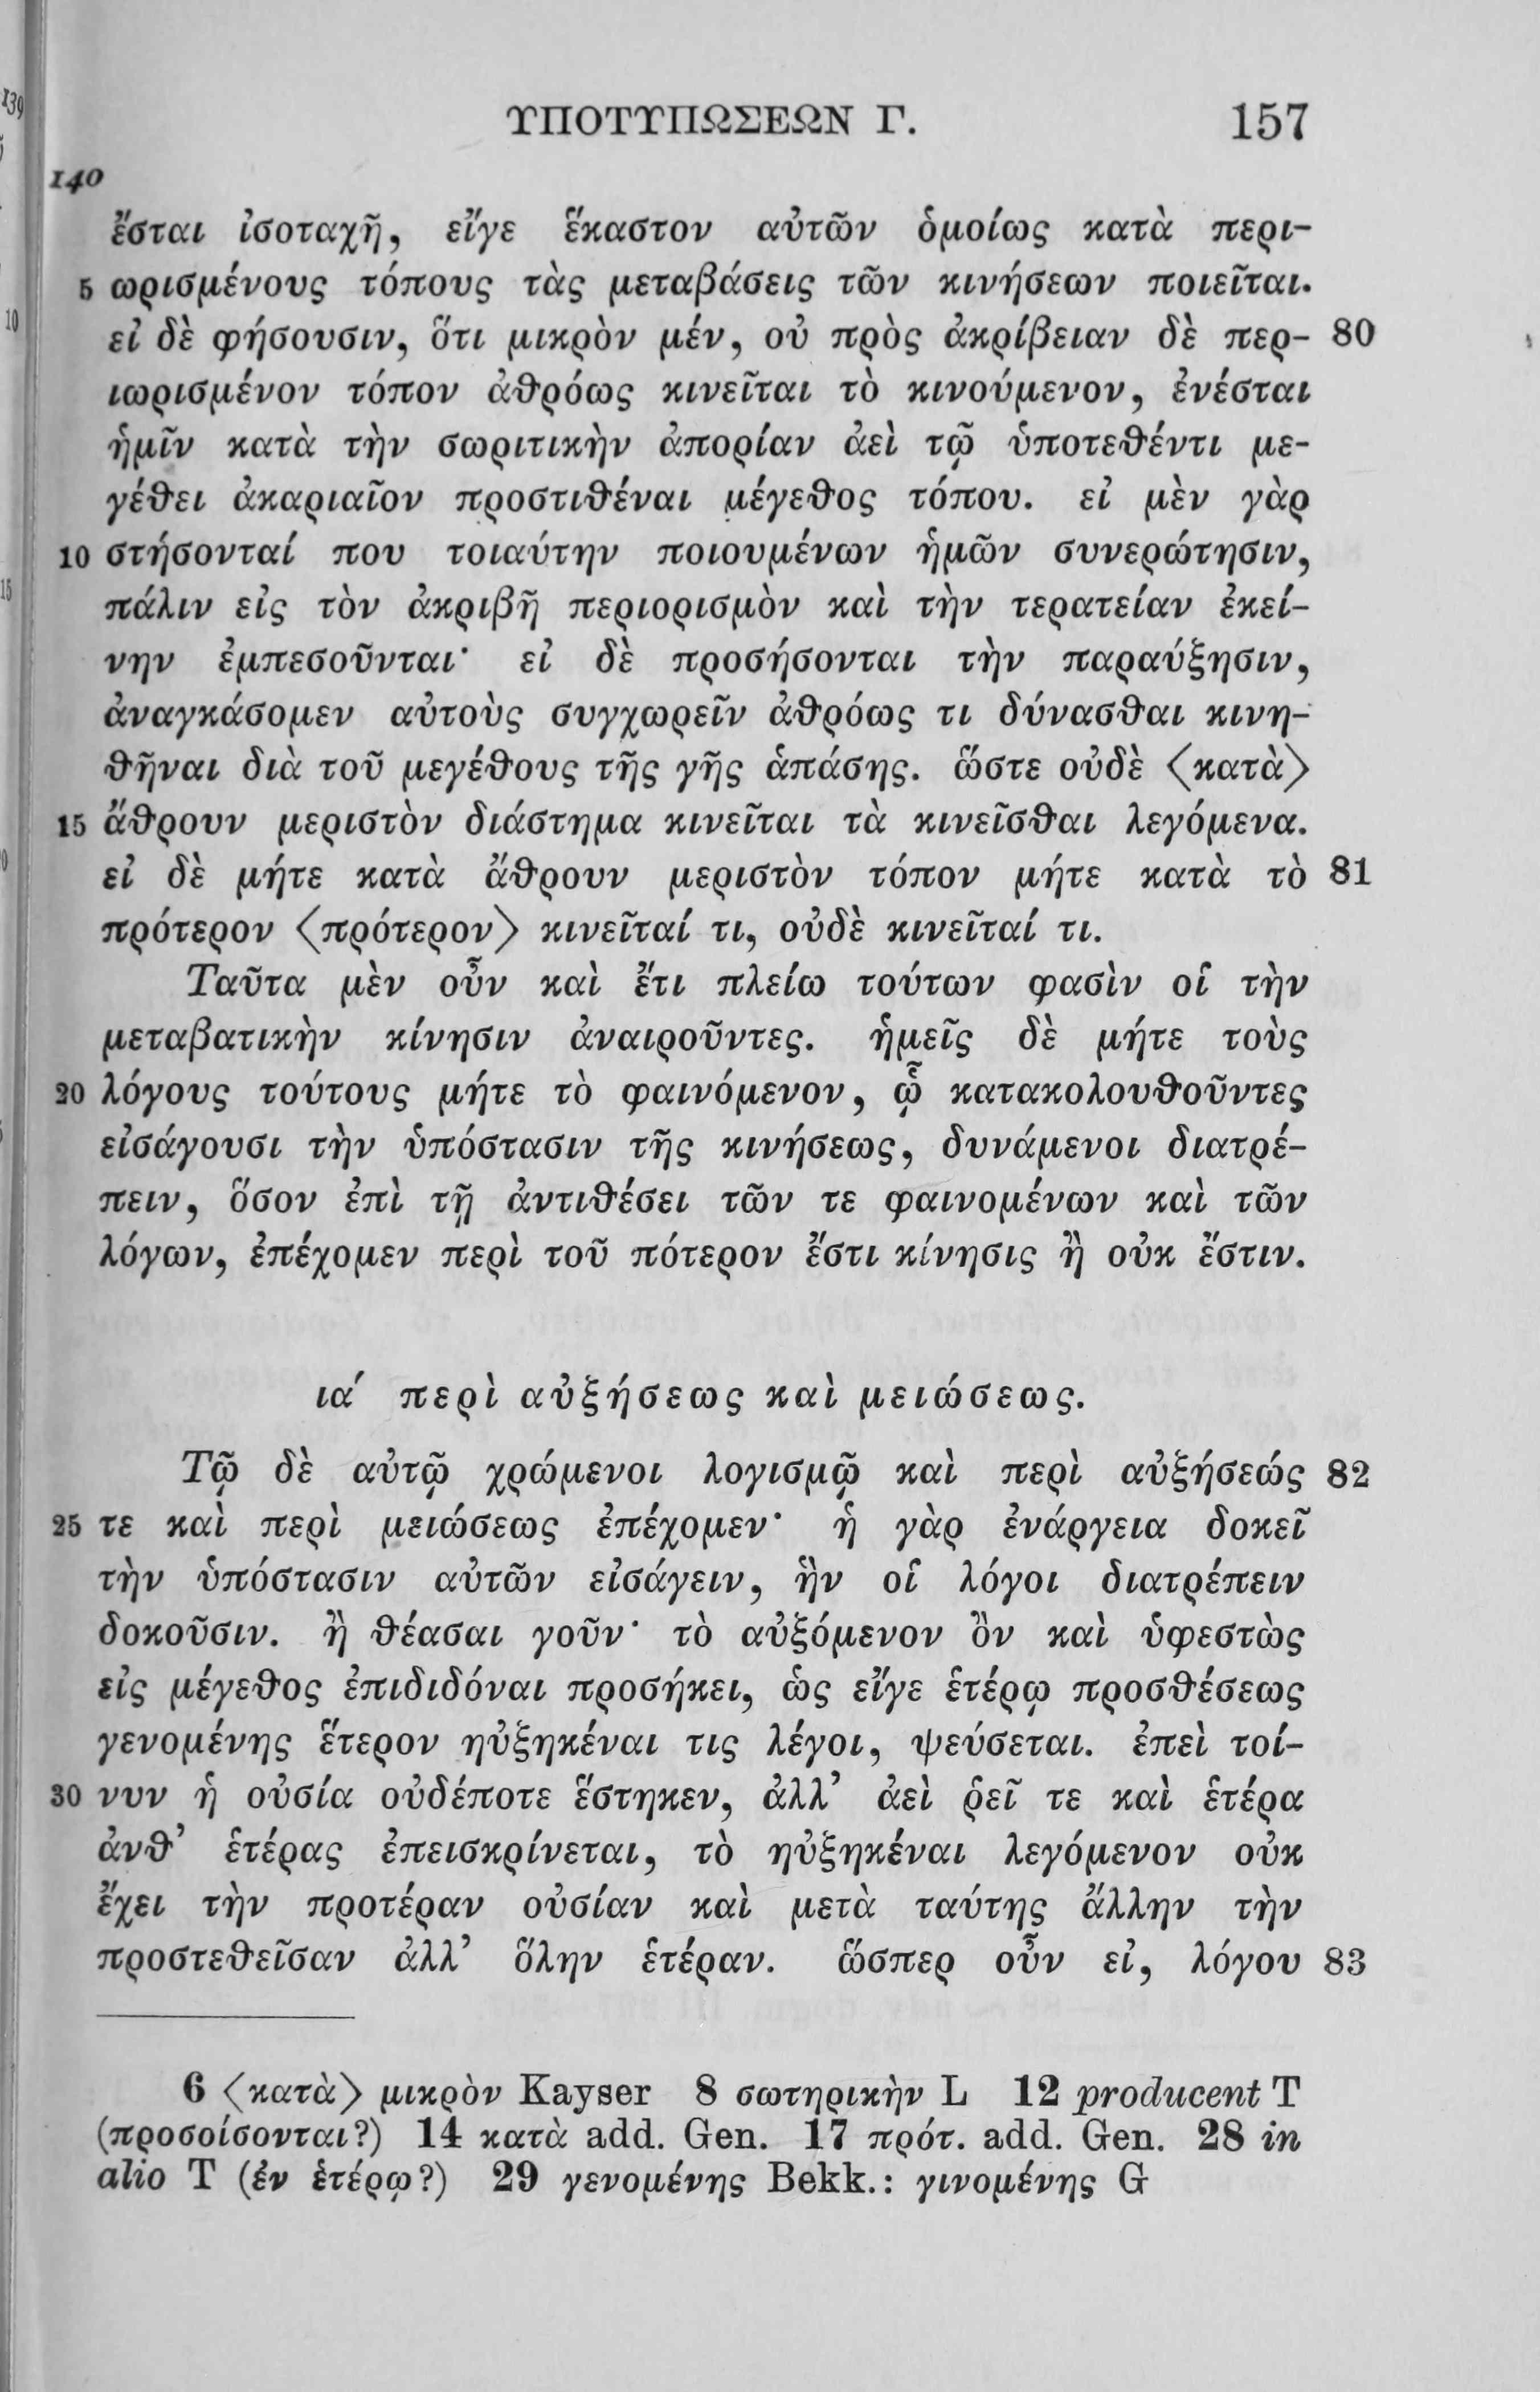 ΥΠΟΤΥΠΩΣΕΩΝ Γ. 157
140
ἔσται ἰσοταχῆ, εἴγε ἕκαστον αὐτῶν ὁμοίως κατὰ περι-
5 ωρισμένους τόπους τὰς μεταβάσεις τῶν κινήσεων ποιεῖται.
εἰ δὲ φήσουσιν, ὅτι μικρὸν μέν, οὐ πρὸς ἀκρίβειαν δὲ περ- 80
ιωρισμένον τόπον ἀθρόως κινεῖται τὸ κινούμενον, ἐνέσται
ἡμῖν κατὰ τὴν σωριτικὴν ἀπορίαν ἀεὶ τῷ ὑποτεθέντι με-
γέθει ἀκαριαῖον προστιθέναι μέγεθος τόπου. εἰ μὲν γὰρ
10 στήσονταί που τοιαύτην ποιουμένων ἡμῶν συνερώτησιν,
πάλιν εἰς τὸν ἀκριβῆ περιορισμὸν καὶ τὴν τερατείαν ἐκεί-
νην ἐμπεσοῦνται· εἰ δὲ προσήσονται τὴν παραύξησιν,
ἀναγκάσομεν αὐτοὺς συγχωρεῖν ἀθρόως τι δύνασθαι κινη-
θῆναι διὰ τοῦ μεγέθους τῆς γῆς ἁπάσης. ὥστε οὐδὲ ⟨κατὰ⟩
15 ἄθρουν μεριστὸν διάστημα κινεῖται τὰ κινεῖσθαι λεγόμενα.
εἰ δὲ μήτε κατὰ ἄθρουν μεριστὸν τόπον μήτε κατὰ τὸ 81
πρότερον ⟨πρότερον⟩ κινεῖταί τι, οὐδὲ κινεῖταί τι.
Ταῦτα μὲν οὖν καὶ ἔτι πλείω τούτων φασὶν οἱ τὴν
μεταβατικὴν κίνησιν ἀναιροῦντες. ἡμεῖς δὲ μήτε τοὺς
20 λόγους τούτους μήτε τὸ φαινόμενον, ᾧ κατακολουθοῦντες
εἰσάγουσι τὴν ὑπόστασιν τῆς κινήσεως, δυνάμενοι διατρέ-
πειν, ὅσον ἐπὶ τῇ ἀντιθέσει τῶν τε φαινομένων καὶ τῶν
λόγων, ἐπέχομεν περὶ τοῦ πότερον ἔστι κίνησις ἢ οὐκ ἔστιν.
ια΄ περὶ αὐξήσεως καὶ μειώσεως.
Τῷ δὲ αὐτῷ χρώμενοι λογισμῷ καὶ περὶ αὐξήσεώς 82
25 τε καὶ περὶ μειώσεως ἐπέχομεν· ἡ γὰρ ἐνάργεια δοκεῖ
τὴν ὑπόστασιν αὐτῶν εἰσάγειν, ἣν οἱ λόγοι διατρέπειν
δοκοῦσιν. ἢ θέασαι γοῦν· τὸ αὐξόμενον ὂν καὶ ὑφεστὼς
εἰς μέγεθος ἐπιδιδόναι προσήκει, ὡς εἴγε ἑτέρῳ προσθέσεως
γενομένης ἕτερον ηὐξηκέναι τις λέγοι, ψεύσεται. ἐπεὶ τοί-
30 νυν ἡ οὐσία οὐδέποτε ἕστηκεν, ἀλλ’ ἀεὶ ῥεῖ τε καὶ ἑτέρα
ἀνθ’ ἑτέρας ἐπεισκρίνεται, τὸ ηὐξηκέναι λεγόμενον οὐκ
ἔχει τὴν προτέραν οὐσίαν καὶ μετὰ ταύτης ἄλλην τὴν
προστεθεῖσαν ἀλλ’ ὅλην ἑτέραν. ὥσπερ οὖν εἰ, λόγου 83
6 ⟨κατὰ⟩ μικρὸν Kayser 8 σωτηρικὴν L 12 producent T
(προσοίσονται?) 14 κατὰ add. Gen. 17 πρότ. add. Gen. 28 in
alio T (ἐν ἑτέρῳ?) 29 γενομένης Bekk.: γινομένης G